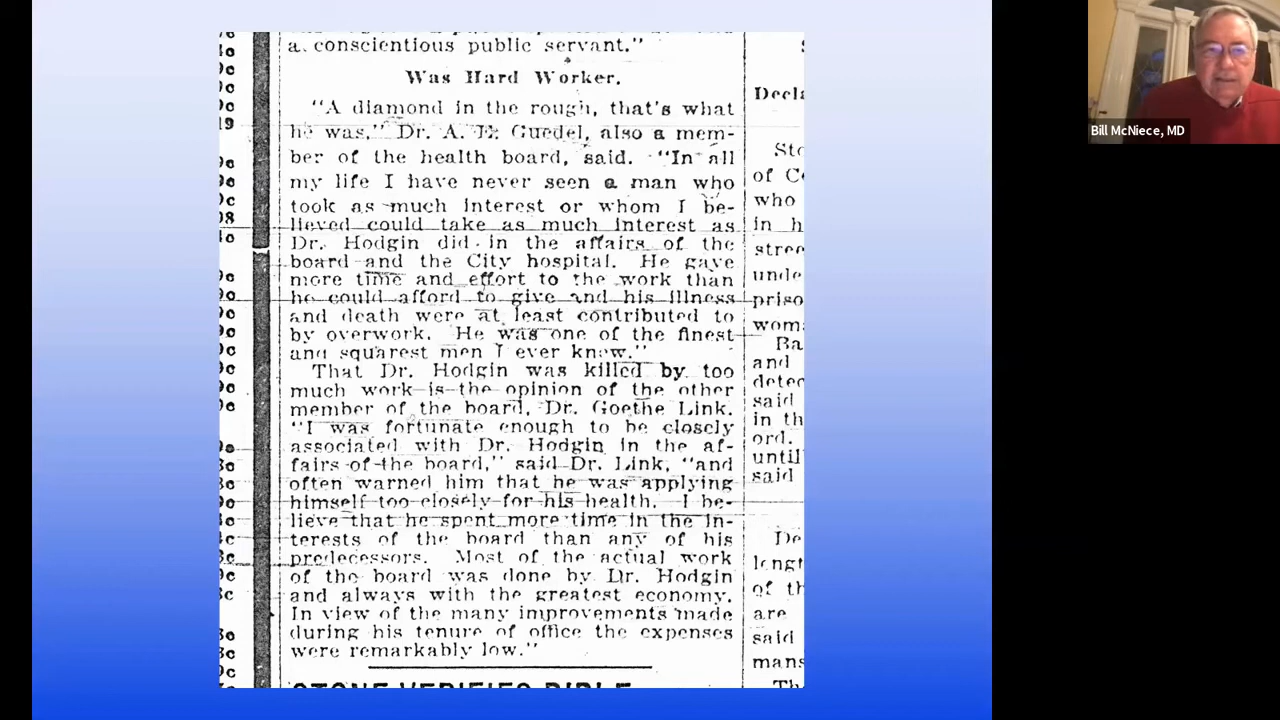 a conscientious public servant."
Was Hard Worker.
"A diamond in the rough, that's what
he was," Dr. A. E. Guedel, also a mem-
ber of the health board, said. "In all
my life I have never seen a man who
took as much interest or whom I be-
lieved could take as much interest as
Dr. Hodgin did in the affairs of the
board and the City hospital. He gave
more time and effort to the work than
he could afford to give and his illness
and death were at least contributed to
by overwork. He was one of the finest
and squarest men I ever knew."
That Dr. Hodgin was killed by too
much work is the opinion of the other
member of the board, Dr. Goethe Link.
"I was fortunate enough to be closely
associated with Dr. Hodgin in the af-
fairs of the board," said Dr. Link, "and
often warned him that he was applying
himself too closely for his health. I be-
lieve that he spent more time in the in-
terests of the board than any of his
predecessors. Most of the actual work
of the board was done by Dr. Hodgin
and always with the greatest economy.
In view of the many improvements made
during his tenure of office the expenses
were remarkably low."
STONE VERIFIES BIBLE
Decla
Sto
of Co
who
in h
stree
unde
priso
woma
Ba
and
detec
said
in th
ord.
until
said
De
lengt
of th
are
said
mans
Th
Bill McNiece, MD